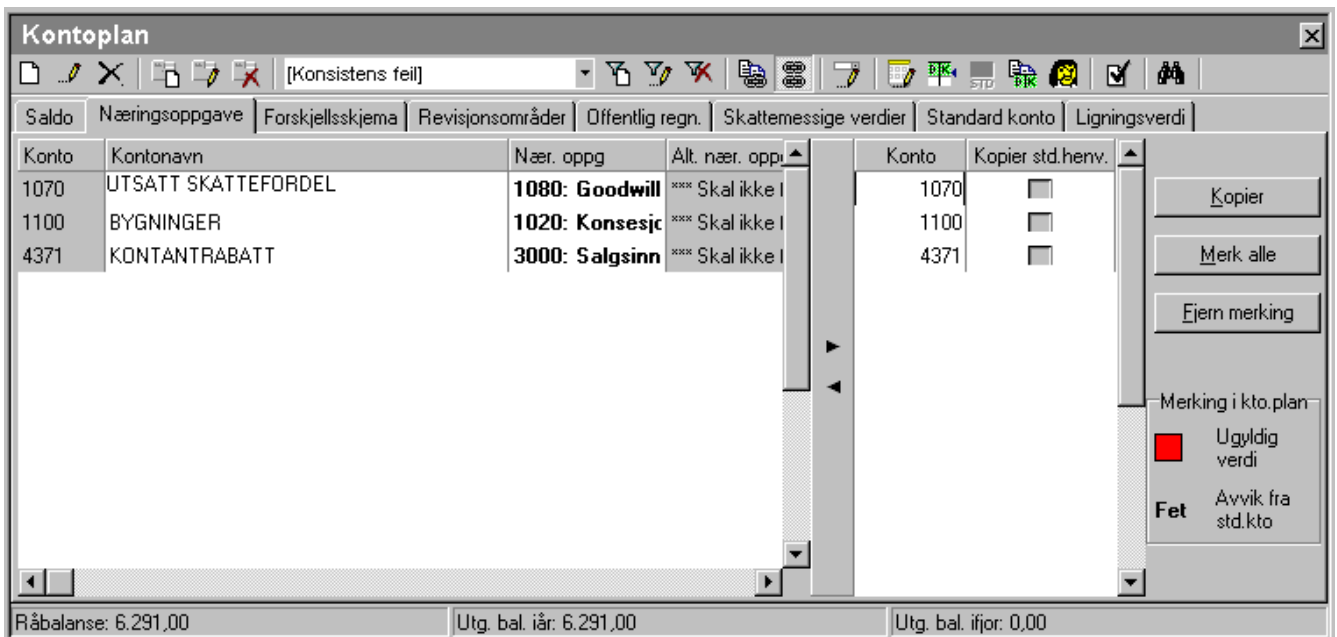 Kontoplan
[Konsistens feil]
Saldo Næringsoppgave Forskjellsskjema Revisjonsområder Offentlig regn. Skattemessige verdier Standard konto Ligningsverdi
Konto Kontonavn Nær. oppg Alt. nær. opp
1070 UTSATT SKATTEFORDEL 1080: Goodwill *** Skal ikke
1100 BYGNINGER 1020: Konsesjo *** Skal ikke
4371 KONTANTRABATT 3000: Salgsinn *** Skal ikke
Konto Kopier std.henv.
1070
1100
4371
Kopier
Merk alle
Fjern merking
Merking i kto.plan
Ugyldig
verdi
Fet Avvik fra
std.kto
Råbalanse: 6.291,00 Utg. bal. iår: 6.291,00 Utg. bal. ifjor: 0,00